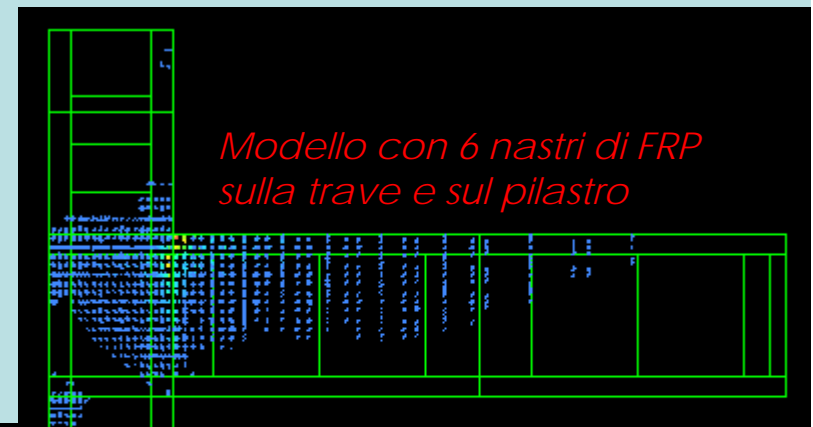 Modello con 6 nastri di FRP
sulla trave e sul pilastro